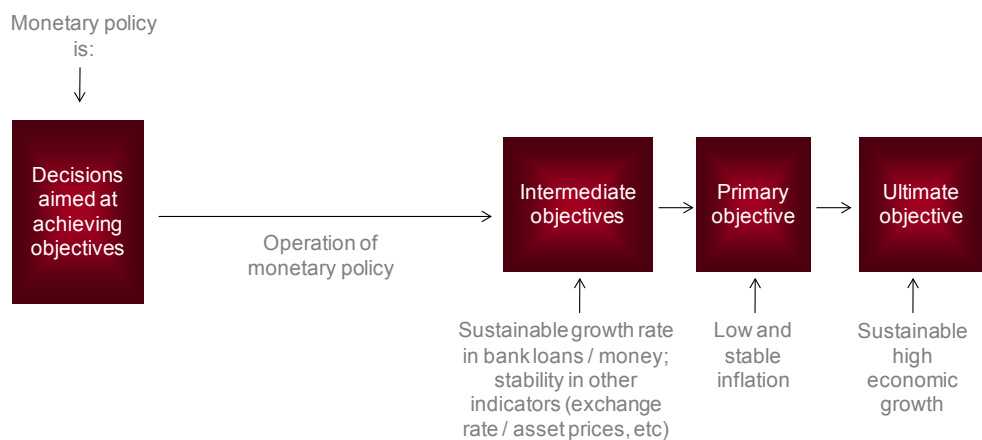 Monetary policy
is:
Decisions
aimed at
achieving
objectives
Operation of
monetary policy
Intermediate
objectives
Primary
objective
Ultimate
objective
Sustainable growth rate
in bank loans / money;
stability in other
indicators (exchange
rate / asset prices, etc)
Low and
stable
inflation
Sustainable
high
economic
growth